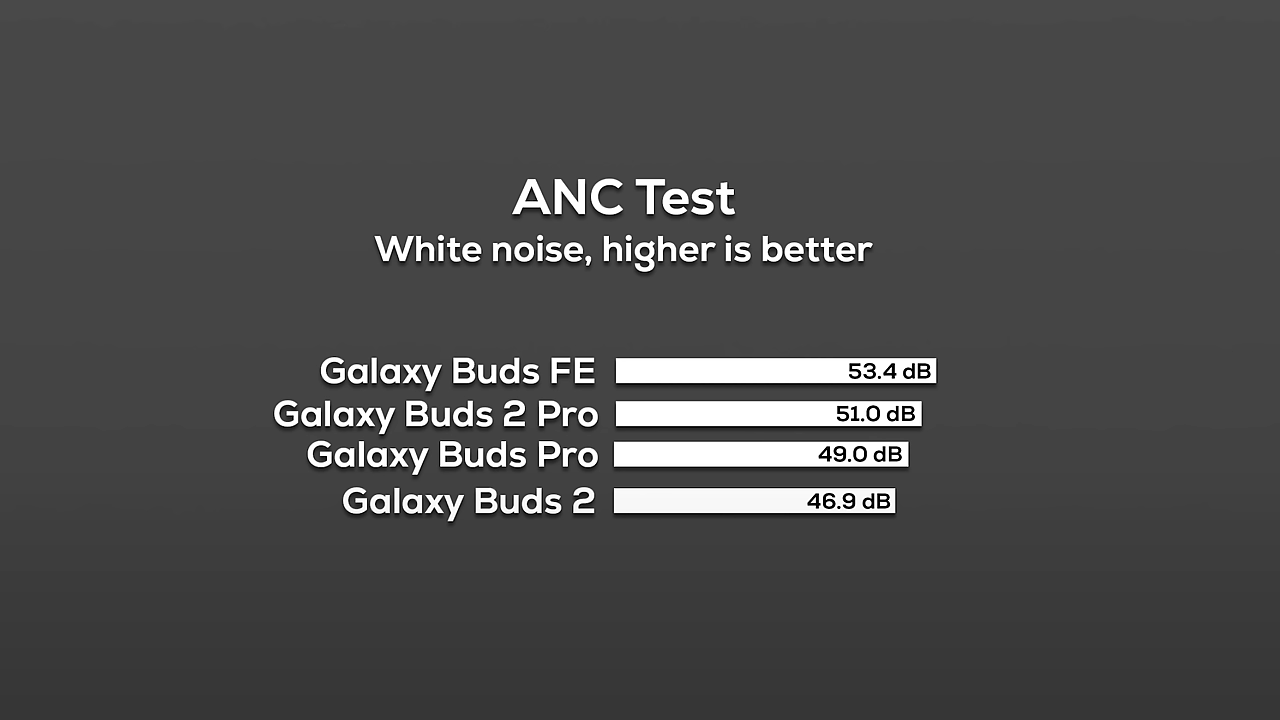 ANC Test
White noise, higher is better
Galaxy Buds FE 53.4 dB
Galaxy Buds 2 Pro 51.0 dB
Galaxy Buds Pro 49.0 dB
Galaxy Buds 2 46.9 dB